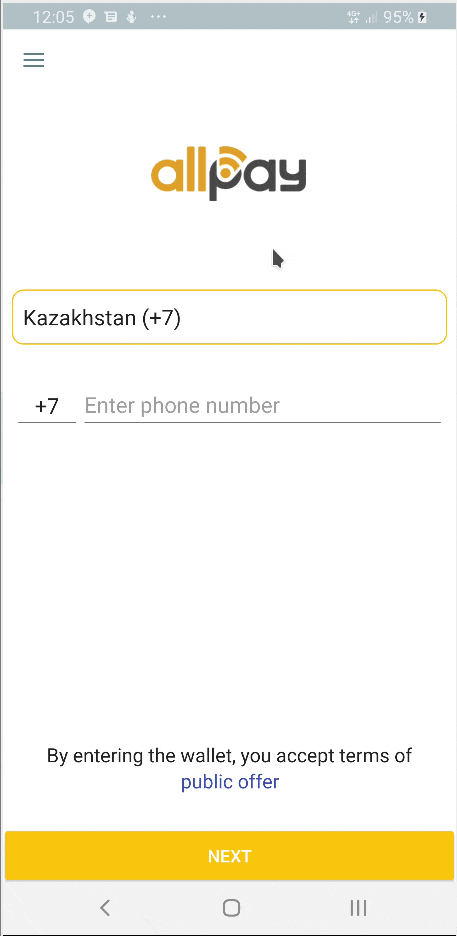 12:05 4G+ 95%
allpay
Kazakhstan (+7)
+7 Enter phone number
By entering the wallet, you accept terms of
public offer
NEXT